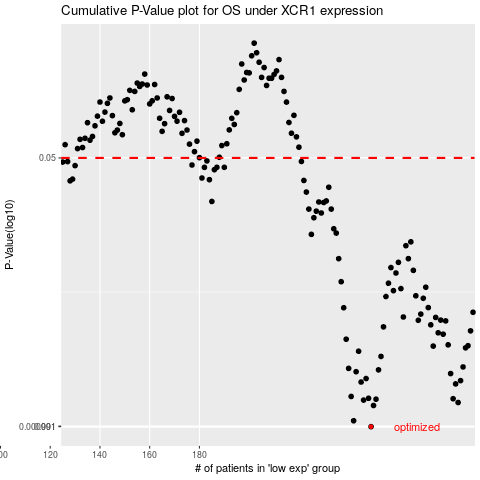 Cumulative P-Value plot for OS under XCR1 expression
P-Value(log10)
0.05
optimized
00 120 140 160 180
# of patients in 'low exp' group